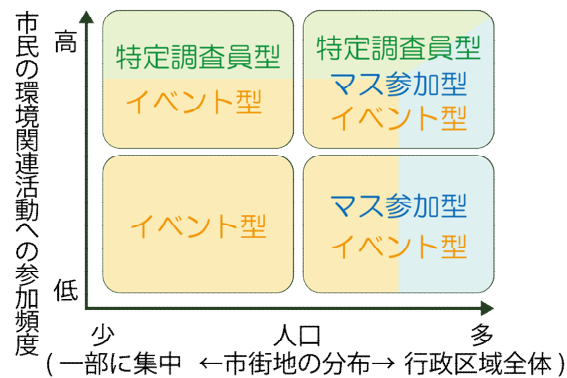 市民の環境関連活動への参加頻度
高
特定調査員型
イベント型
特定調査員型
マス参加型
イベント型
イベント型
マス参加型
イベント型
低
少 人口 多
(一部に集中 ←市街地の分布→ 行政区域全体)